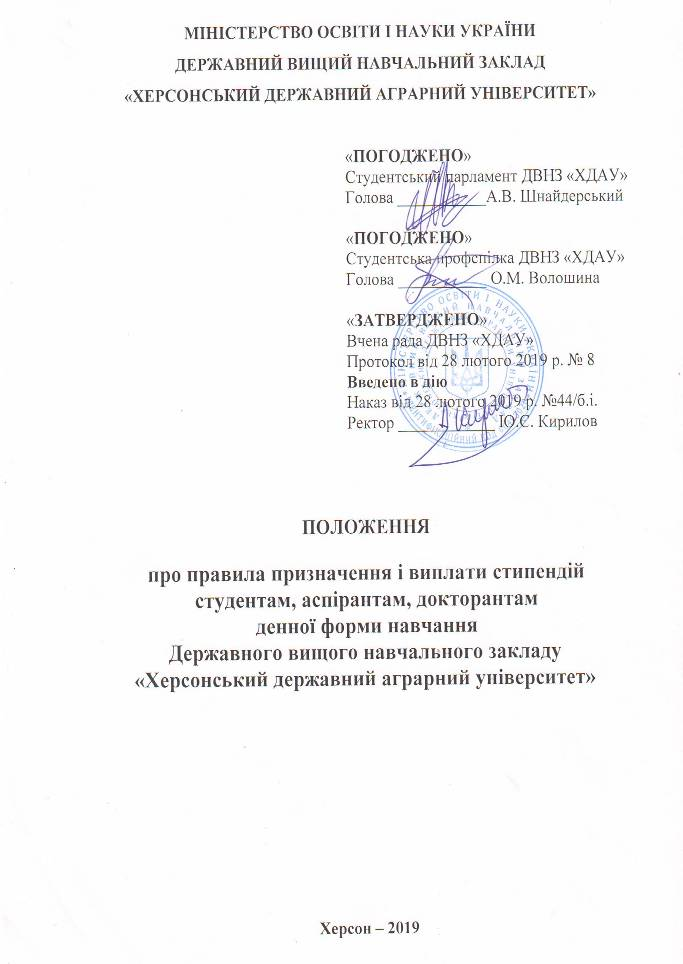 МІНІСТЕРСТВО ОСВІТИ І НАУКИ УКРАЇНИ
ДЕРЖАВНИЙ ВИЩИЙ НАВЧАЛЬНИЙ ЗАКЛАД
«ХЕРСОНСЬКИЙ ДЕРЖАВНИЙ АГРАРНИЙ УНІВЕРСИТЕТ»
«ПОГОДЖЕНО»
Студентський парламент ДВНЗ «ХДАУ»
Голова ___________А.В. Шнайдерський
«ПОГОДЖЕНО»
Студентська профспілка ДВНЗ «ХДАУ»
Голова ___________ О.М. Волошина
«ЗАТВЕРДЖЕНО»
Вчена рада ДВНЗ «ХДАУ»
Протокол від 28 лютого 2019 р. № 8
Введено в дію
Наказ від 28 лютого 2019 р. №44/б.і.
Ректор ____________ Ю.Є. Кирилов
ПОЛОЖЕННЯ
про правила призначення і виплати стипендій
студентам, аспірантам, докторантам
денної форми навчання
Державного вищого навчального закладу
«Херсонський державний аграрний університет»
Херсон – 2019